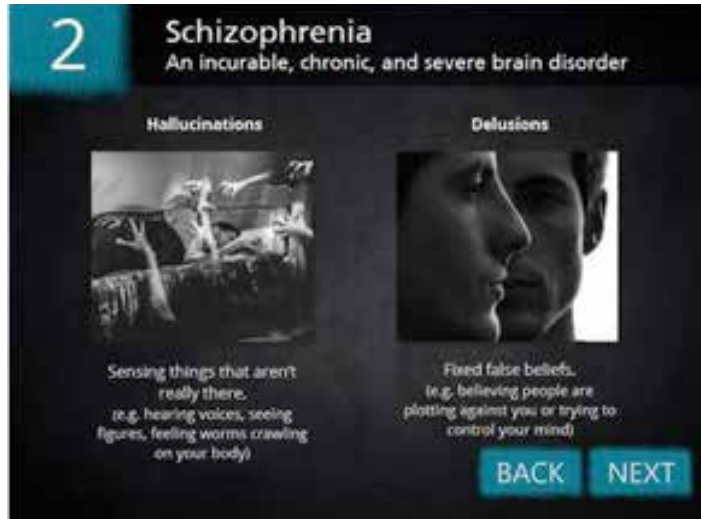 2
Schizophrenia
An incurable, chronic, and severe brain disorder
Hallucinations
Sensing things that aren't
really there.
(e.g. hearing voices, seeing
figures, feeling worms crawling
on your body)
Delusions
Fixed false beliefs.
(e.g. believing people are
plotting against you or trying to
control your mind)
BACK
NEXT